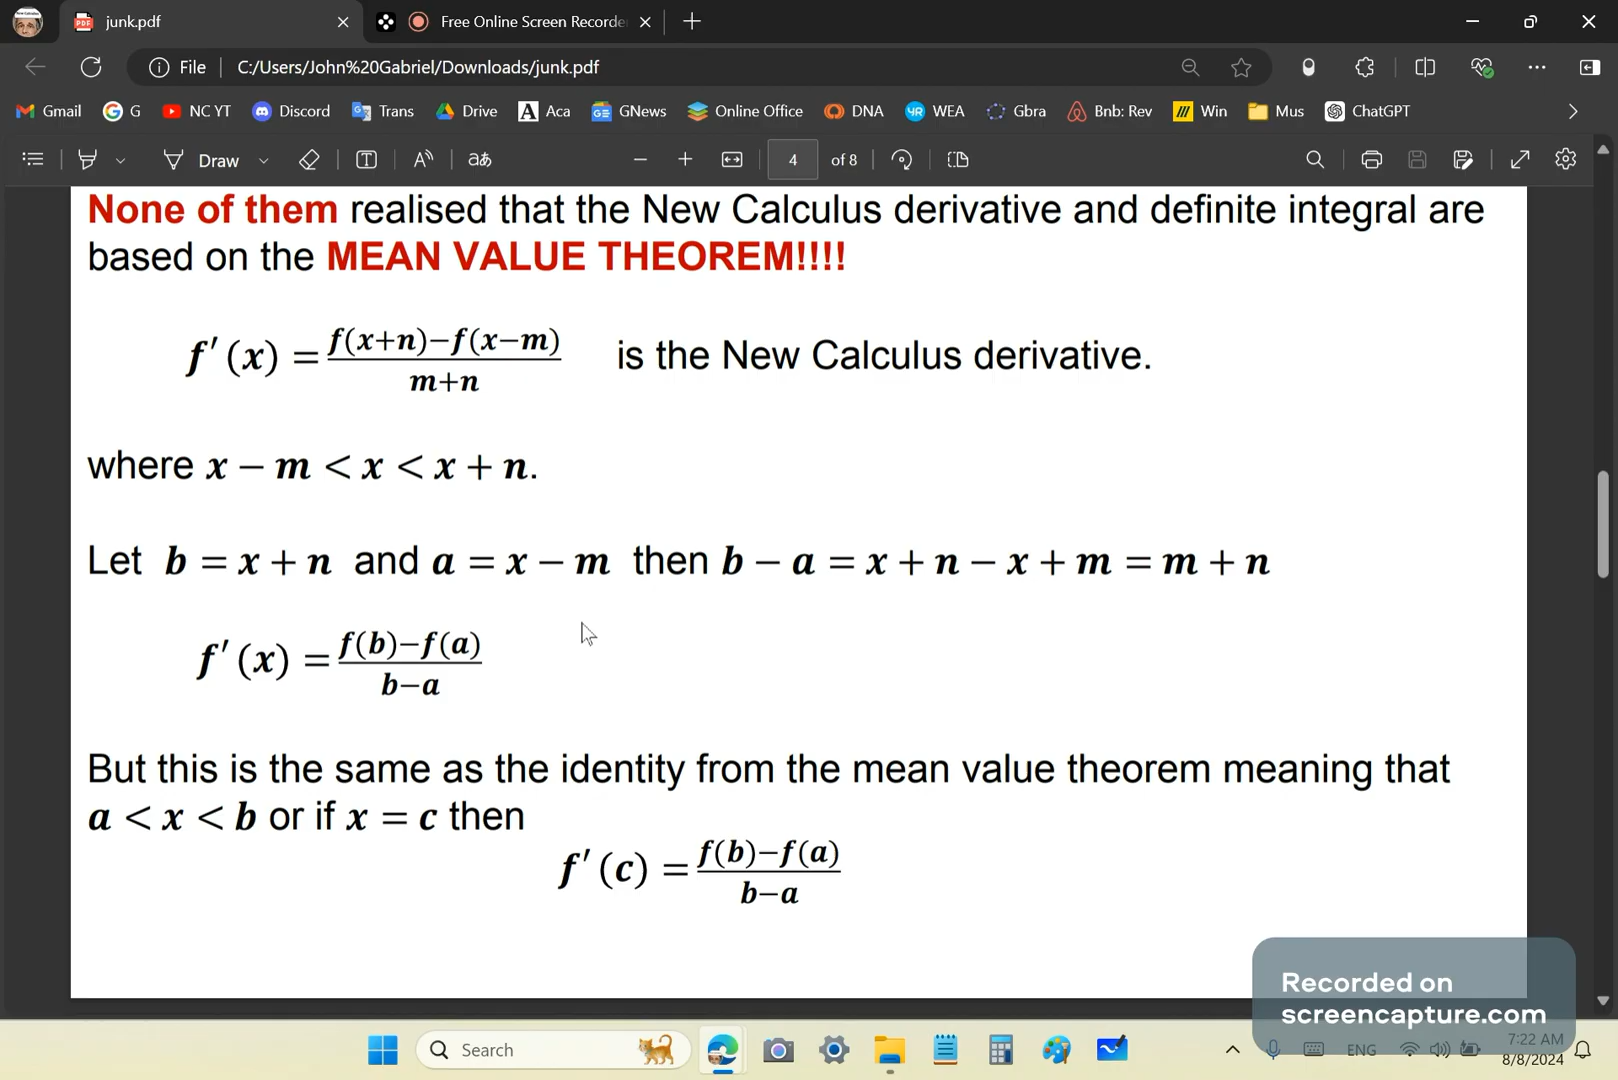 junk.pdf
Free Online Screen Recorde
File
C:/Users/John%20Gabriel/Downloads/junk.pdf
Gmail G NC YT Discord Trans Drive Aca GNews Online Office DNA WEA Gbra Bnb: Rev Win Mus ChatGPT
Draw 4 of 8
None of them realised that the New Calculus derivative and definite integral are
based on the MEAN VALUE THEOREM!!!!
f′(x) = f(x+n)−f(x−m) / m+n is the New Calculus derivative.
where x − m < x < x + n.
Let b = x + n and a = x − m then b − a = x + n − x + m = m + n
f′(x) = f(b)−f(a) / b−a
But this is the same as the identity from the mean value theorem meaning that
a < x < b or if x = c then
f′(c) = f(b)−f(a) / b−a
Recorded on
screencapture.com
Search
ENG
7:22 AM
8/8/2024